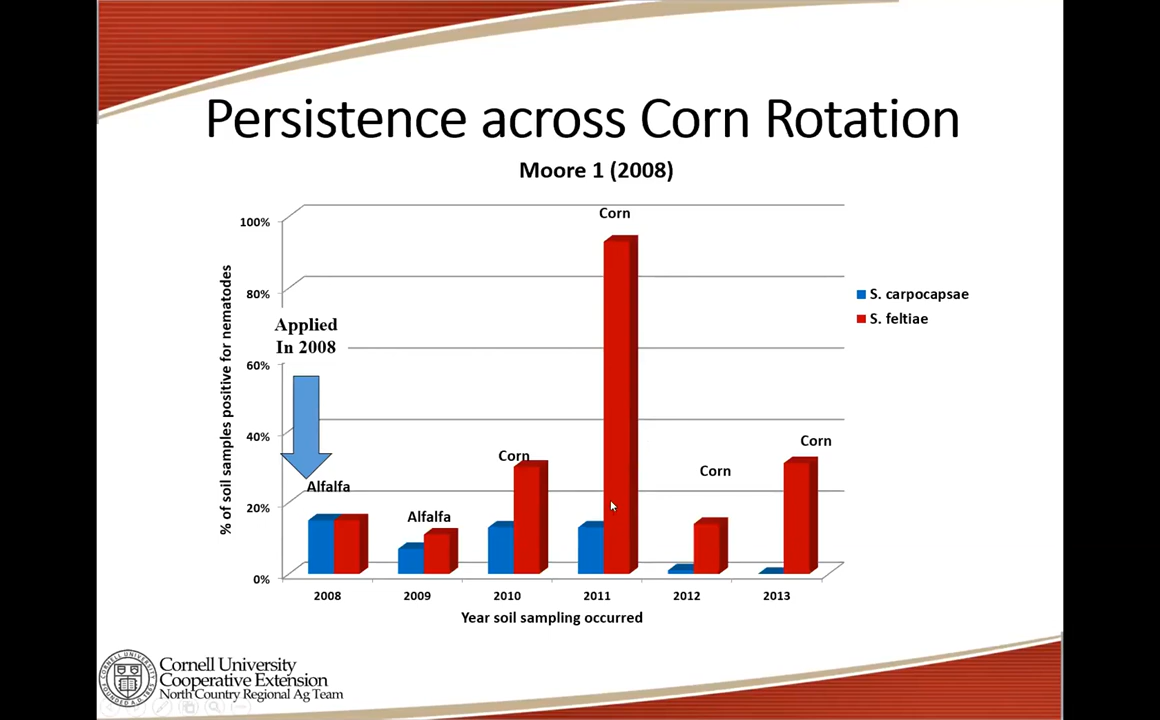 Persistence across Corn Rotation
Moore 1 (2008)
% of soil samples positive for nematodes
100%
80%
60%
40%
20%
0%
Applied
In 2008
Alfalfa
Alfalfa
Corn
Corn
Corn
Corn
S. carpocapsae
S. feltiae
2008
2009
2010
2011
2012
2013
Year soil sampling occurred
Cornell University
Cooperative Extension
North Country Regional Ag Team